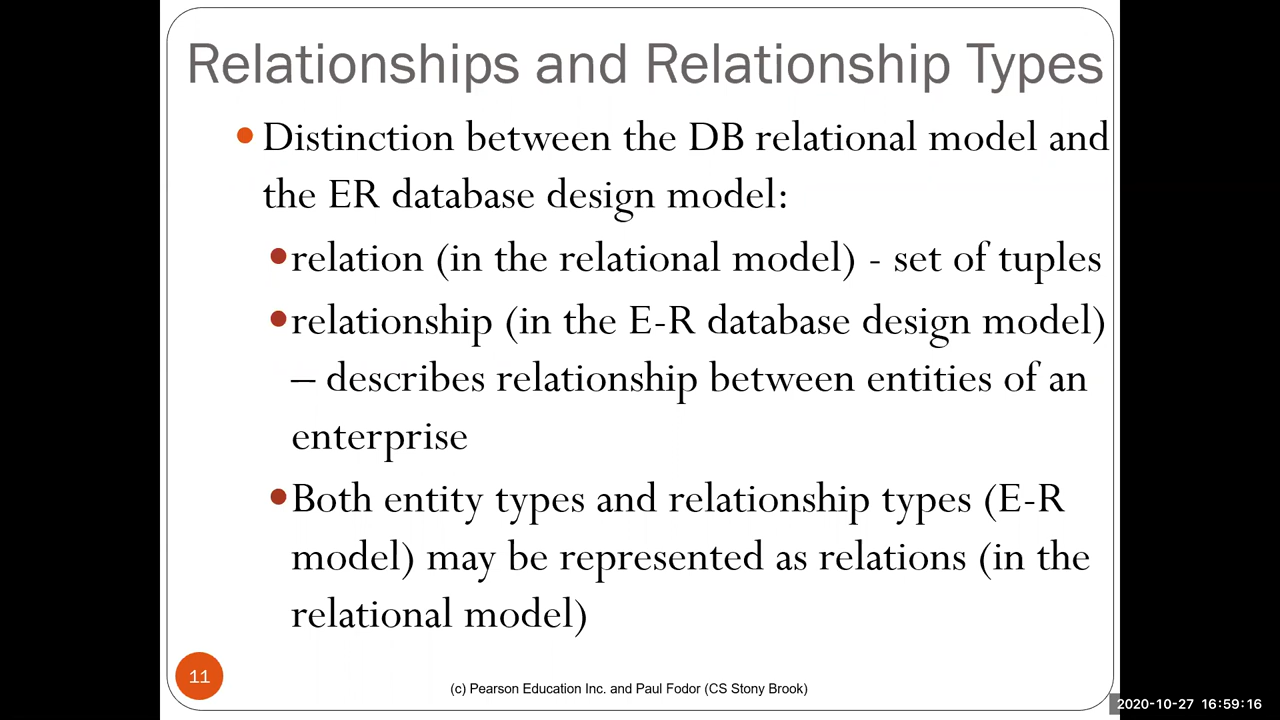 Relationships and Relationship Types
• Distinction between the DB relational model and
the ER database design model:
• relation (in the relational model) - set of tuples
• relationship (in the E-R database design model)
– describes relationship between entities of an
enterprise
• Both entity types and relationship types (E-R
model) may be represented as relations (in the
relational model)
11
(c) Pearson Education Inc. and Paul Fodor (CS Stony Brook)
2020-10-27 16:59:16